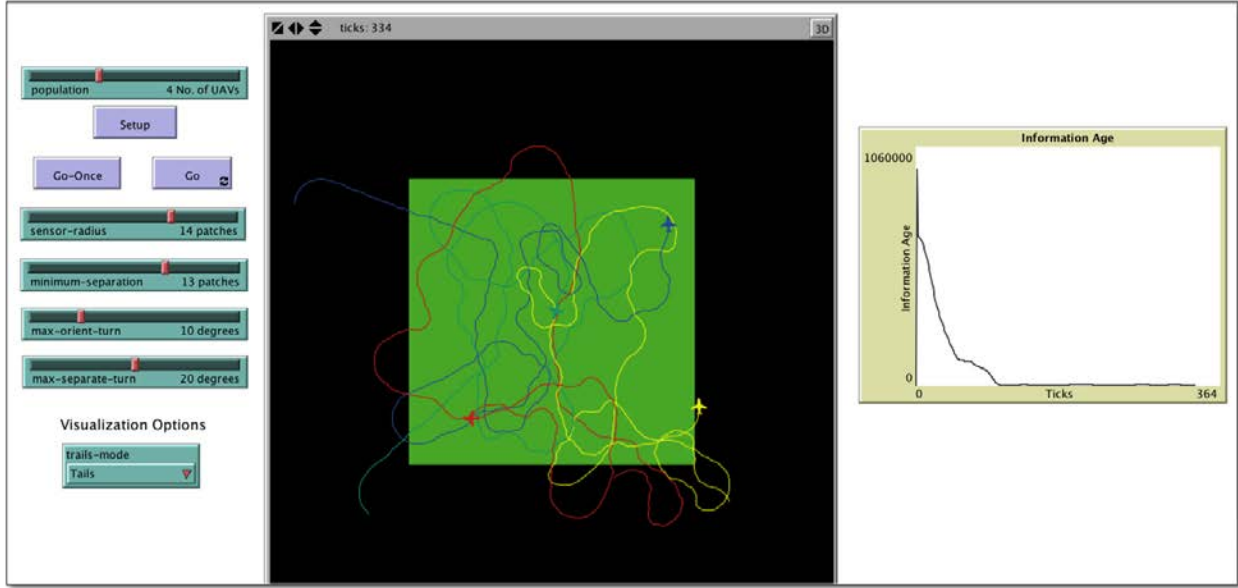 ticks: 334
3D
population 4 No. of UAVs
Setup
Go-Once
Go
sensor-radius 14 patches
minimum-separation 13 patches
max-orient-turn 10 degrees
max-separate-turn 20 degrees
Visualization Options
trails-mode
Tails
Information Age
1060000
Information Age
0
0
Ticks
364